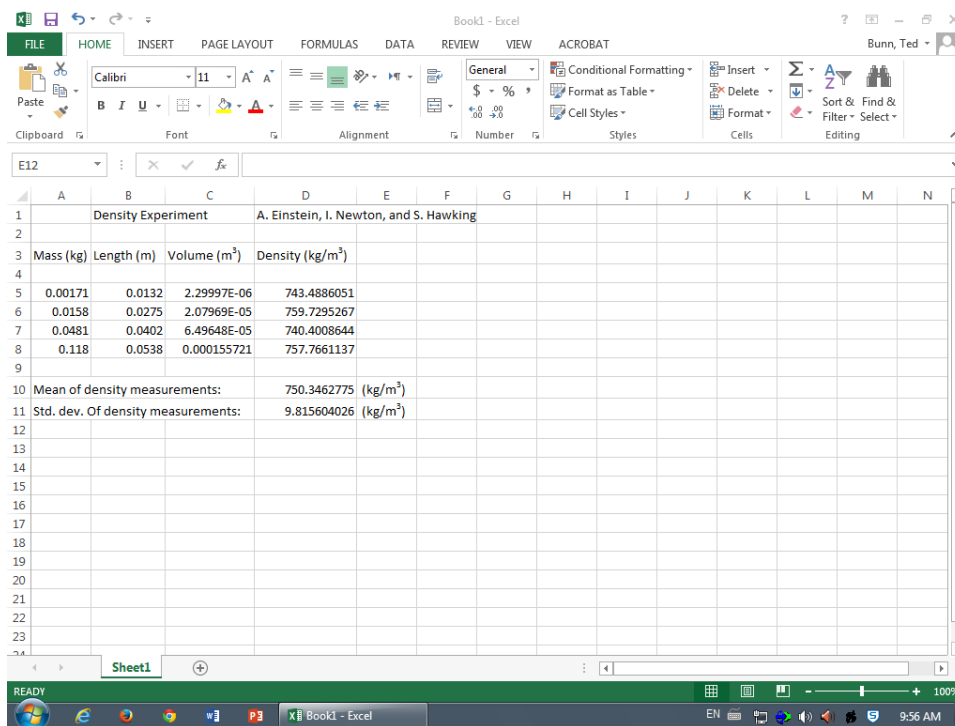 Book1 - Excel
FILE HOME INSERT PAGE LAYOUT FORMULAS DATA REVIEW VIEW ACROBAT Bunn, Ted
Paste
Calibri 11
B I U
General
$ % ,
Conditional Formatting
Format as Table
Cell Styles
Insert
Delete
Format
Sort & Filter
Find & Select
Clipboard Font Alignment Number Styles Cells Editing
E12 fx
A B C D E F G H I J K L M N
1 Density Experiment A. Einstein, I. Newton, and S. Hawking
2
3 Mass (kg) Length (m) Volume (m³) Density (kg/m³)
4
5 0.00171 0.0132 2.29997E-06 743.4886051
6 0.0158 0.0275 2.07969E-05 759.7295267
7 0.0481 0.0402 6.49648E-05 740.4008644
8 0.118 0.0538 0.000155721 757.7661137
9
10 Mean of density measurements: 750.3462775 (kg/m³)
11 Std. dev. Of density measurements: 9.815604026 (kg/m³)
12
13
14
15
16
17
18
19
20
21
22
23
24
Sheet1
READY 100%
Book1 - Excel EN 9:56 AM